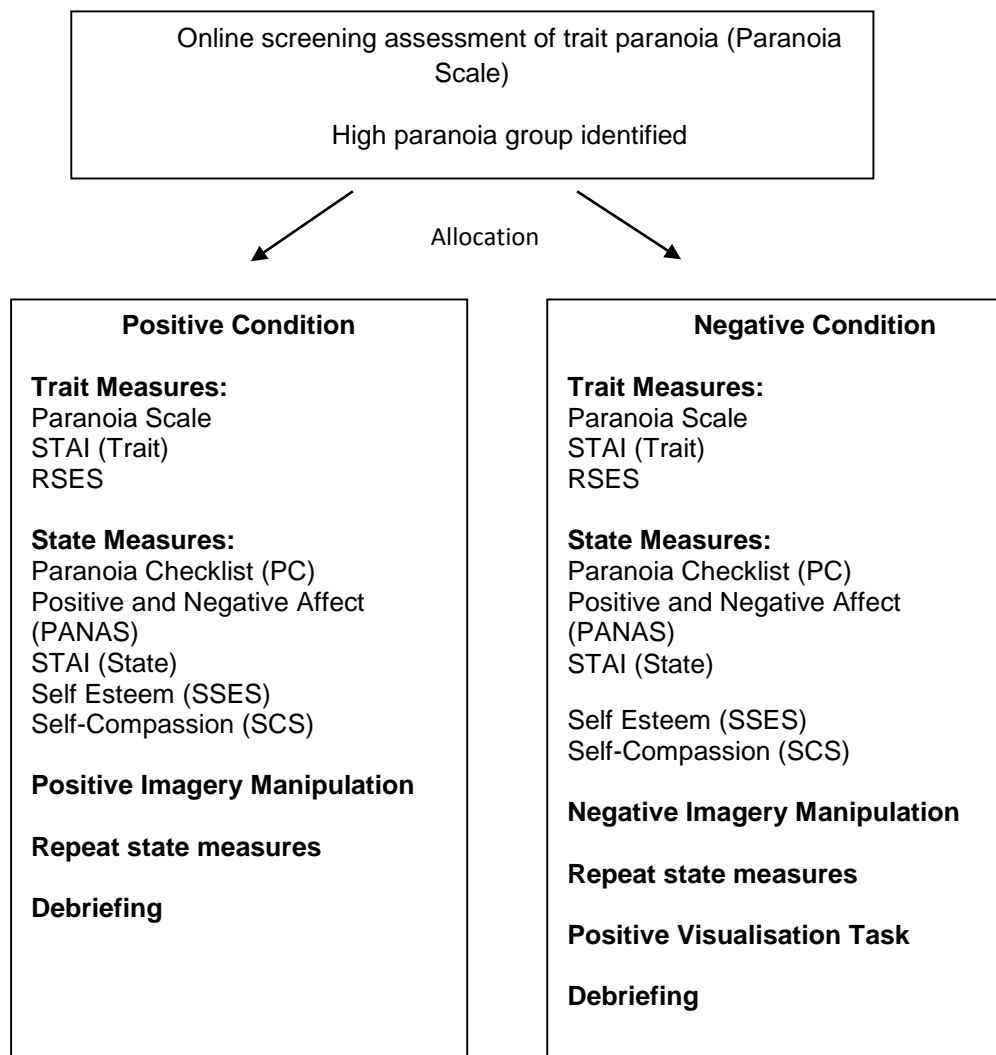 Online screening assessment of trait paranoia (Paranoia
Scale)
High paranoia group identified
Allocation
Positive Condition
Trait Measures:
Paranoia Scale
STAI (Trait)
RSES
State Measures:
Paranoia Checklist (PC)
Positive and Negative Affect
(PANAS)
STAI (State)
Self Esteem (SSES)
Self-Compassion (SCS)
Positive Imagery Manipulation
Repeat state measures
Debriefing
Negative Condition
Trait Measures:
Paranoia Scale
STAI (Trait)
RSES
State Measures:
Paranoia Checklist (PC)
Positive and Negative Affect
(PANAS)
STAI (State)
Self Esteem (SSES)
Self-Compassion (SCS)
Negative Imagery Manipulation
Repeat state measures
Positive Visualisation Task
Debriefing